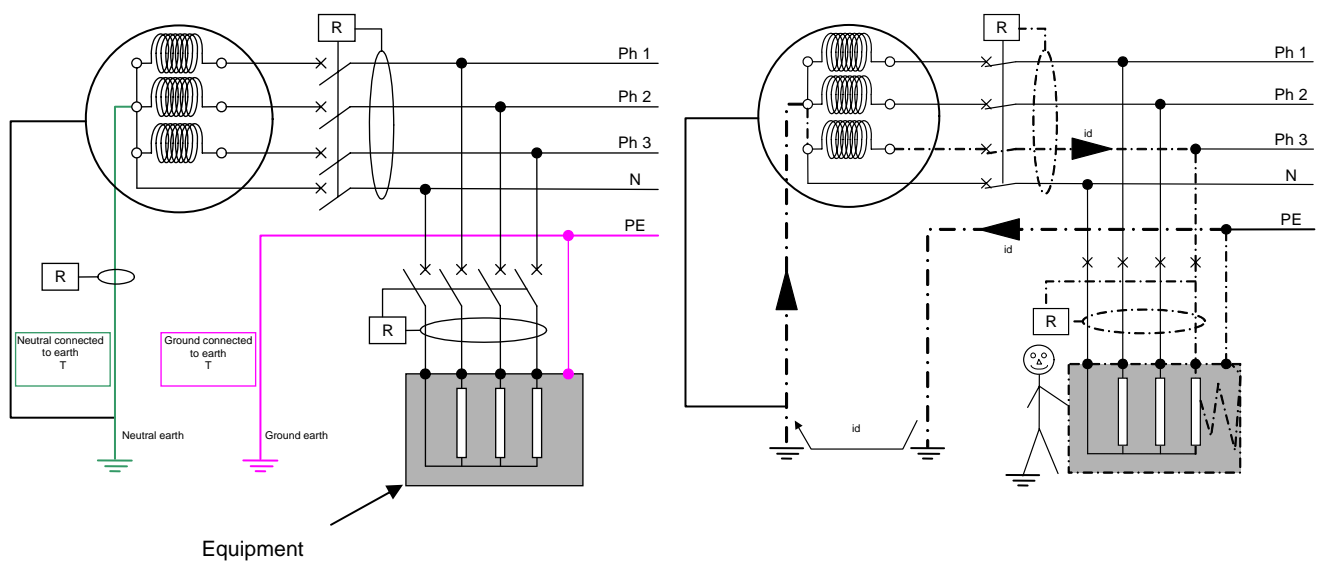 R
Ph 1
Ph 2
Ph 3
N
PE
R
R
Neutral connected
to earth
T
Ground connected
to earth
T
Neutral earth
Ground earth
Equipment
R
Ph 1
Ph 2
id
Ph 3
N
PE
id
R
id